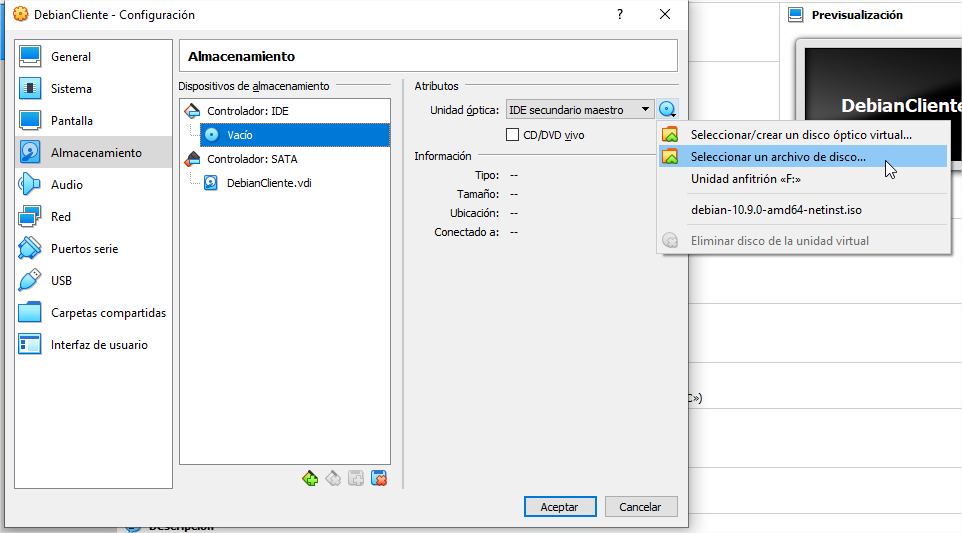 DebianCliente - Configuración
?
Previsualización
General
Sistema
Pantalla
Almacenamiento
Audio
Red
Puertos serie
USB
Carpetas compartidas
Interfaz de usuario
Almacenamiento
Dispositivos de almacenamiento
Controlador: IDE
Vacío
Controlador: SATA
DebianCliente.vdi
Atributos
Unidad óptica: IDE secundario maestro
CD/DVD vivo
Información
Tipo: --
Tamaño: --
Ubicación: --
Conectado a: --
DebianCliente
Seleccionar/crear un disco óptico virtual...
Seleccionar un archivo de disco...
Unidad anfitrión «F:»
debian-10.9.0-amd64-netinst.iso
Eliminar disco de la unidad virtual
C»)
Aceptar
Cancelar
Descripción